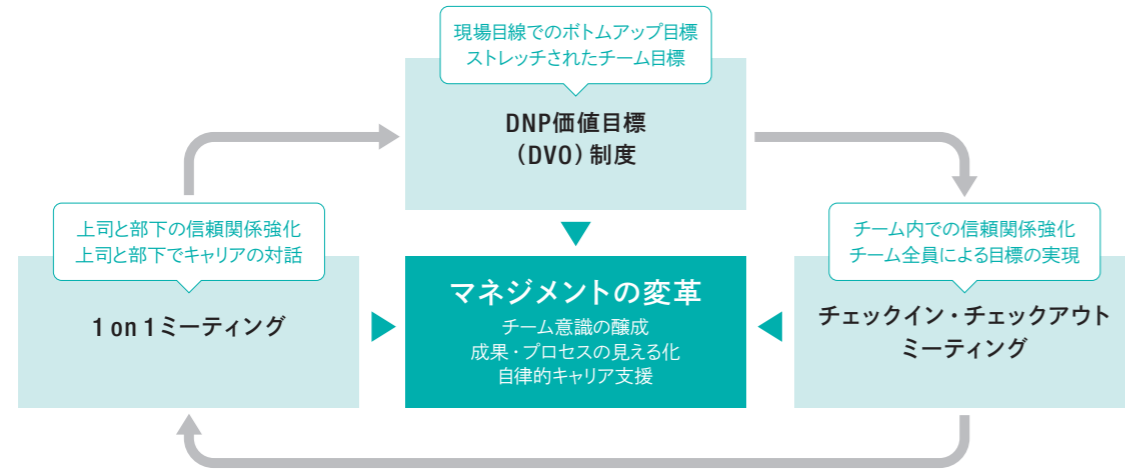 現場目線でのボトムアップ目標
ストレッチされたチーム目標
DNP価値目標
（DVO）制度
上司と部下の信頼関係強化
上司と部下でキャリアの対話
1 on 1 ミーティング
マネジメントの変革
チーム意識の醸成
成果・プロセスの見える化
自律的キャリア支援
チーム内での信頼関係強化
チーム全員による目標の実現
チェックイン・チェックアウト
ミーティング